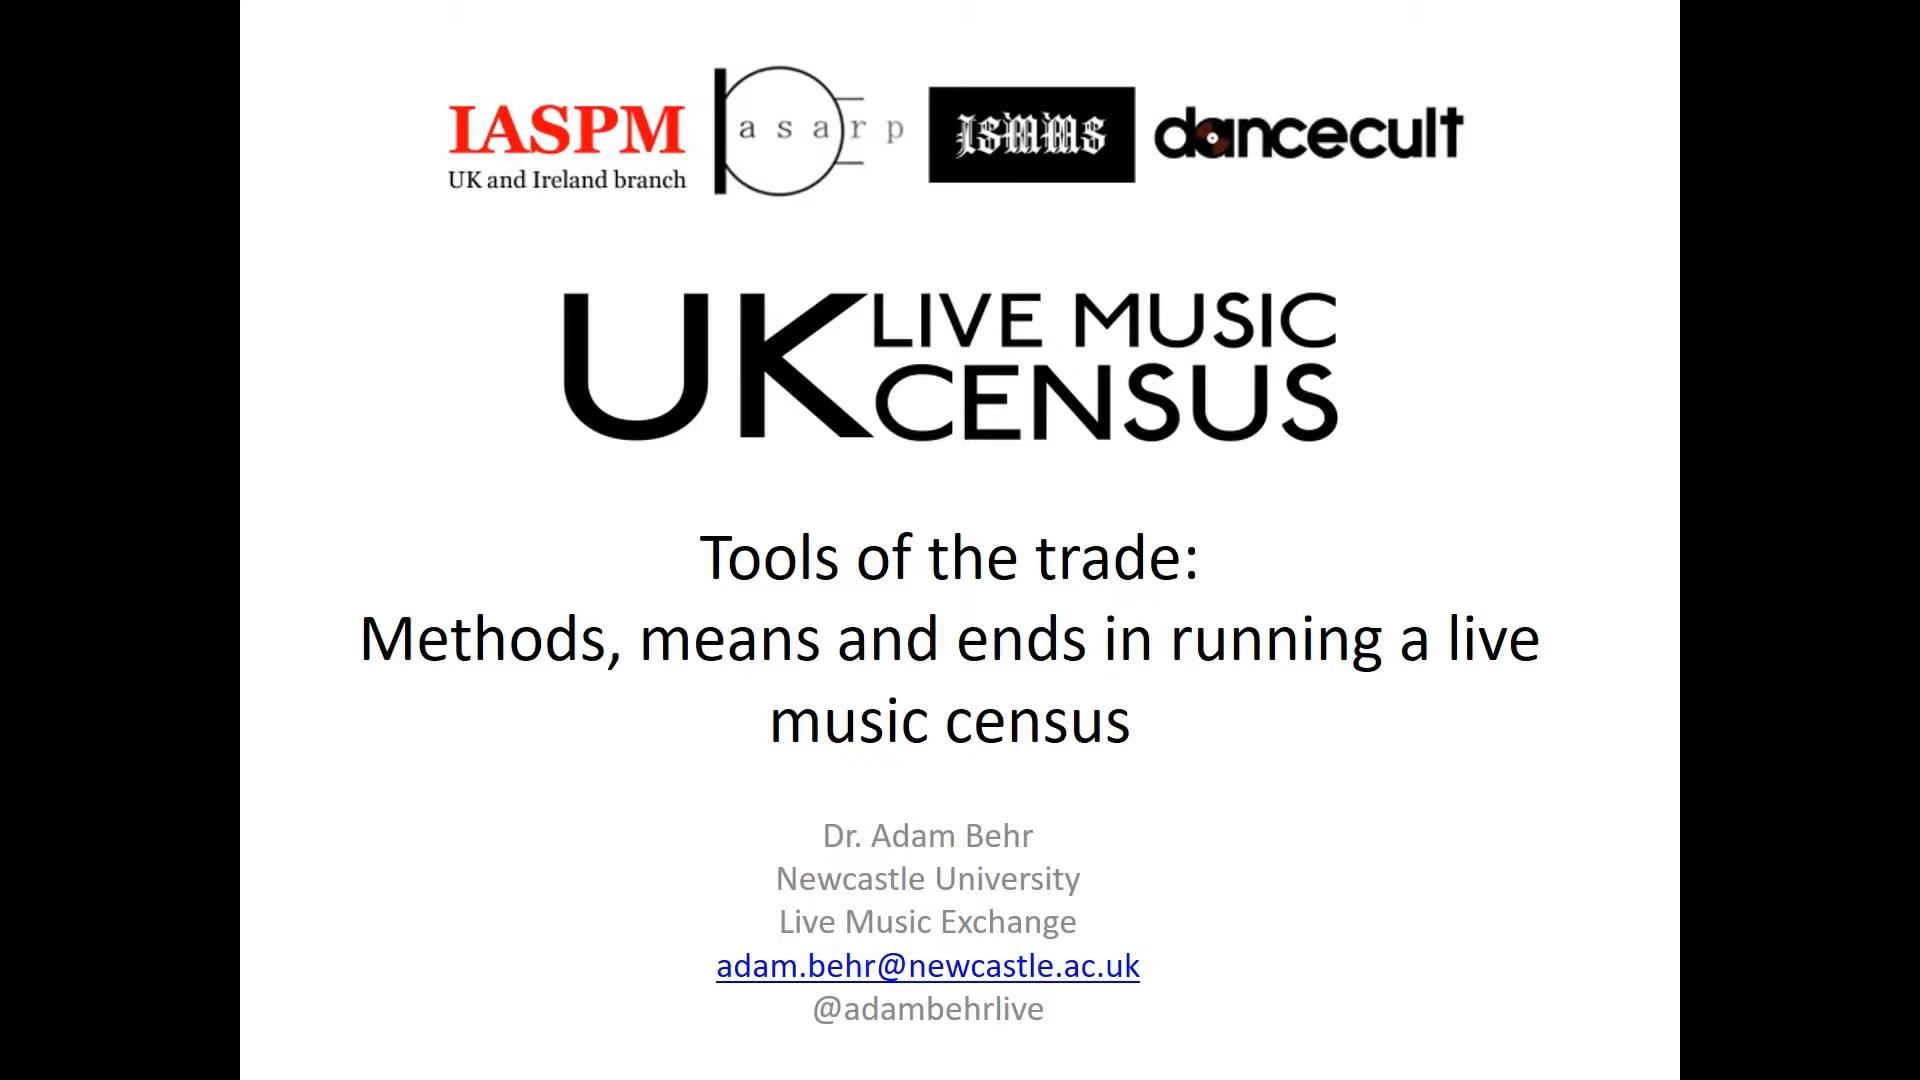 IASPM
UK and Ireland branch
asarp
ISMMS
dancecult
UK LIVE MUSIC
CENSUS
Tools of the trade:
Methods, means and ends in running a live
music census
Dr. Adam Behr
Newcastle University
Live Music Exchange
adam.behr@newcastle.ac.uk
@adambehrlive